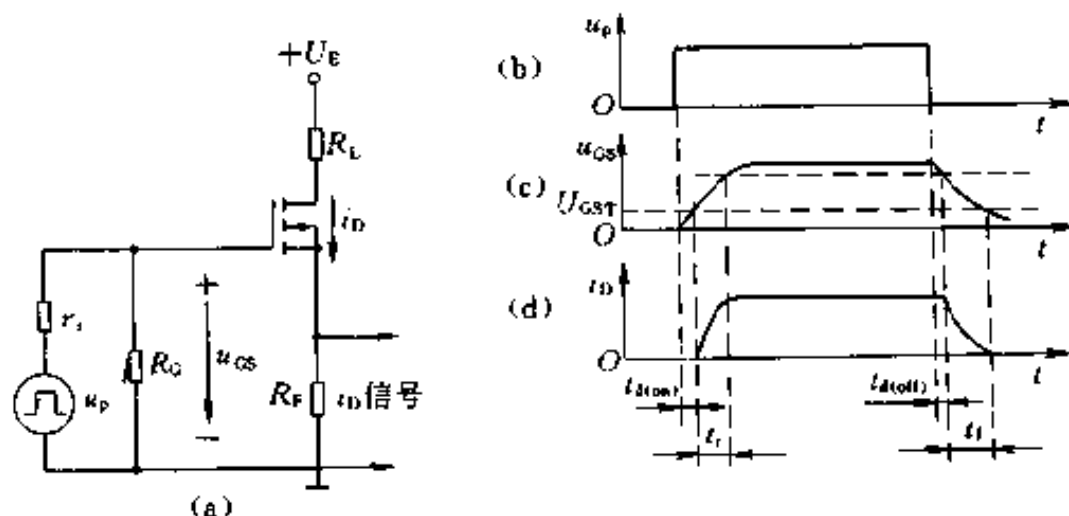 +U_E
R_L
i_D
r_s
R_G
u_GS
u_p
R_F
i_D信号
+
−
(a)
(b)
u_p
O
t
(c)
u_GS
U_GST
O
t
(d)
i_D
O
t
t_d(on)
t_r
t_d(off)
t_f